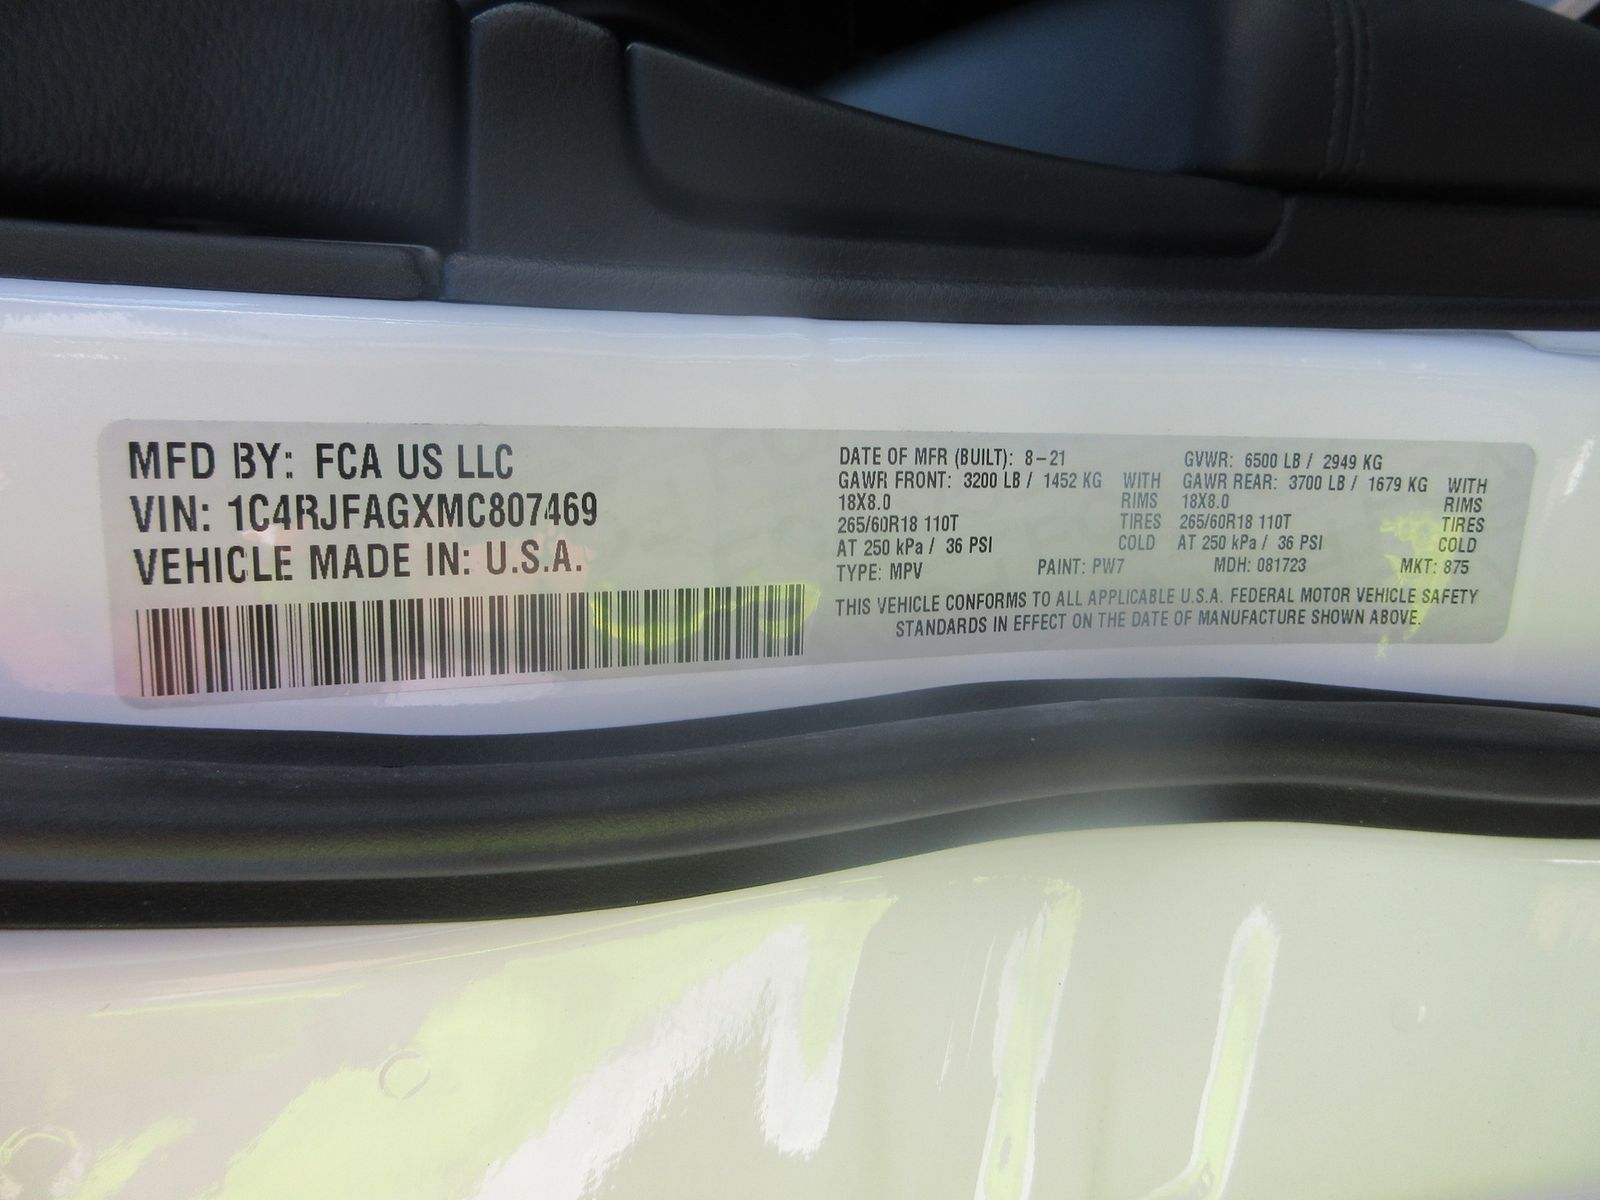 MFD BY: FCA US LLC
VIN: 1C4RJFAGXMC807469
VEHICLE MADE IN: U.S.A.
DATE OF MFR (BUILT): 8-21 GVWR: 6500 LB / 2949 KG
GAWR FRONT: 3200 LB / 1452 KG WITH GAWR REAR: 3700 LB / 1679 KG WITH
18X8.0 RIMS 18X8.0 RIMS
265/60R18 110T TIRES 265/60R18 110T TIRES
AT 250 kPa / 36 PSI COLD AT 250 kPa / 36 PSI COLD
TYPE: MPV PAINT: PW7 MDH: 081723 MKT: 875
THIS VEHICLE CONFORMS TO ALL APPLICABLE U.S.A. FEDERAL MOTOR VEHICLE SAFETY
STANDARDS IN EFFECT ON THE DATE OF MANUFACTURE SHOWN ABOVE.